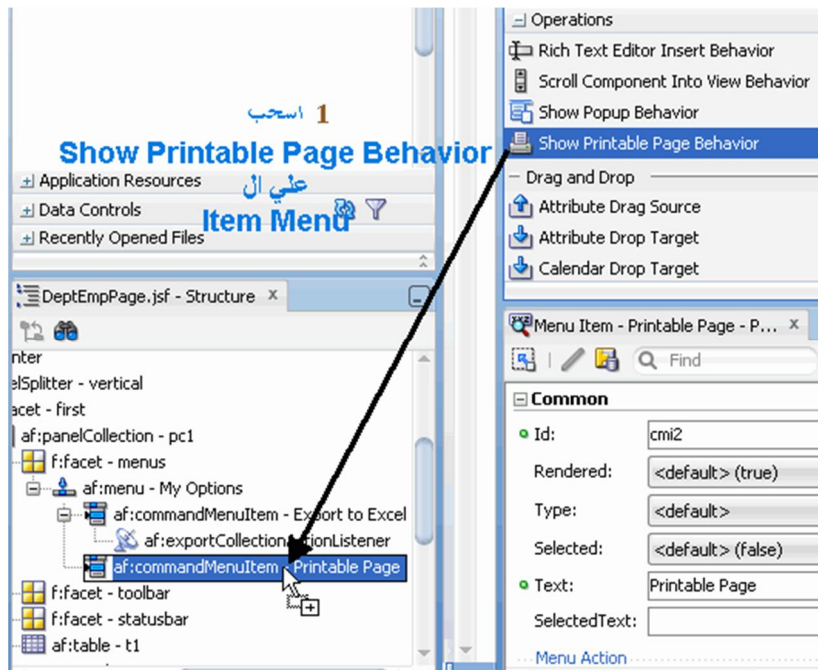 1 اسحب
Show Printable Page Behavior
علي ال
Item Menu
Application Resources
Data Controls
Recently Opened Files
DeptEmpPage.jsf - Structure x
nter
elSplitter - vertical
acet - first
af:panelCollection - pc1
f:facet - menus
af:menu - My Options
af:commandMenuItem - Export to Excel
af:exportCollectionActionListener
af:commandMenuItem - Printable Page
f:facet - toolbar
f:facet - statusbar
af:table - t1
Operations
Rich Text Editor Insert Behavior
Scroll Component Into View Behavior
Show Popup Behavior
Show Printable Page Behavior
Drag and Drop
Attribute Drag Source
Attribute Drop Target
Calendar Drop Target
Menu Item - Printable Page - P... x
Find
Common
Id: cmi2
Rendered: <default> (true)
Type: <default>
Selected: <default> (false)
Text: Printable Page
SelectedText:
Menu Action